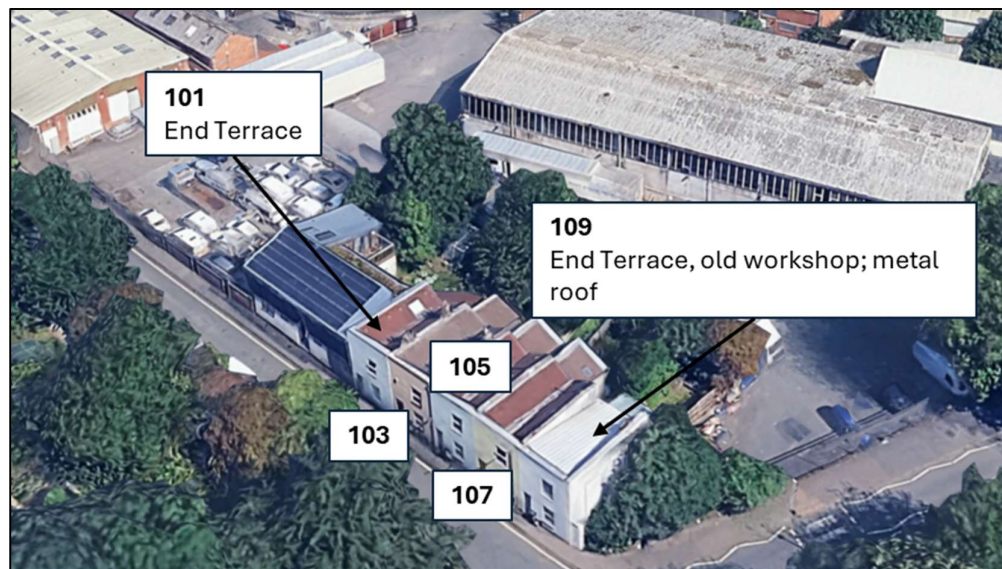 101
End Terrace
109
End Terrace, old workshop; metal
roof
105
103
107